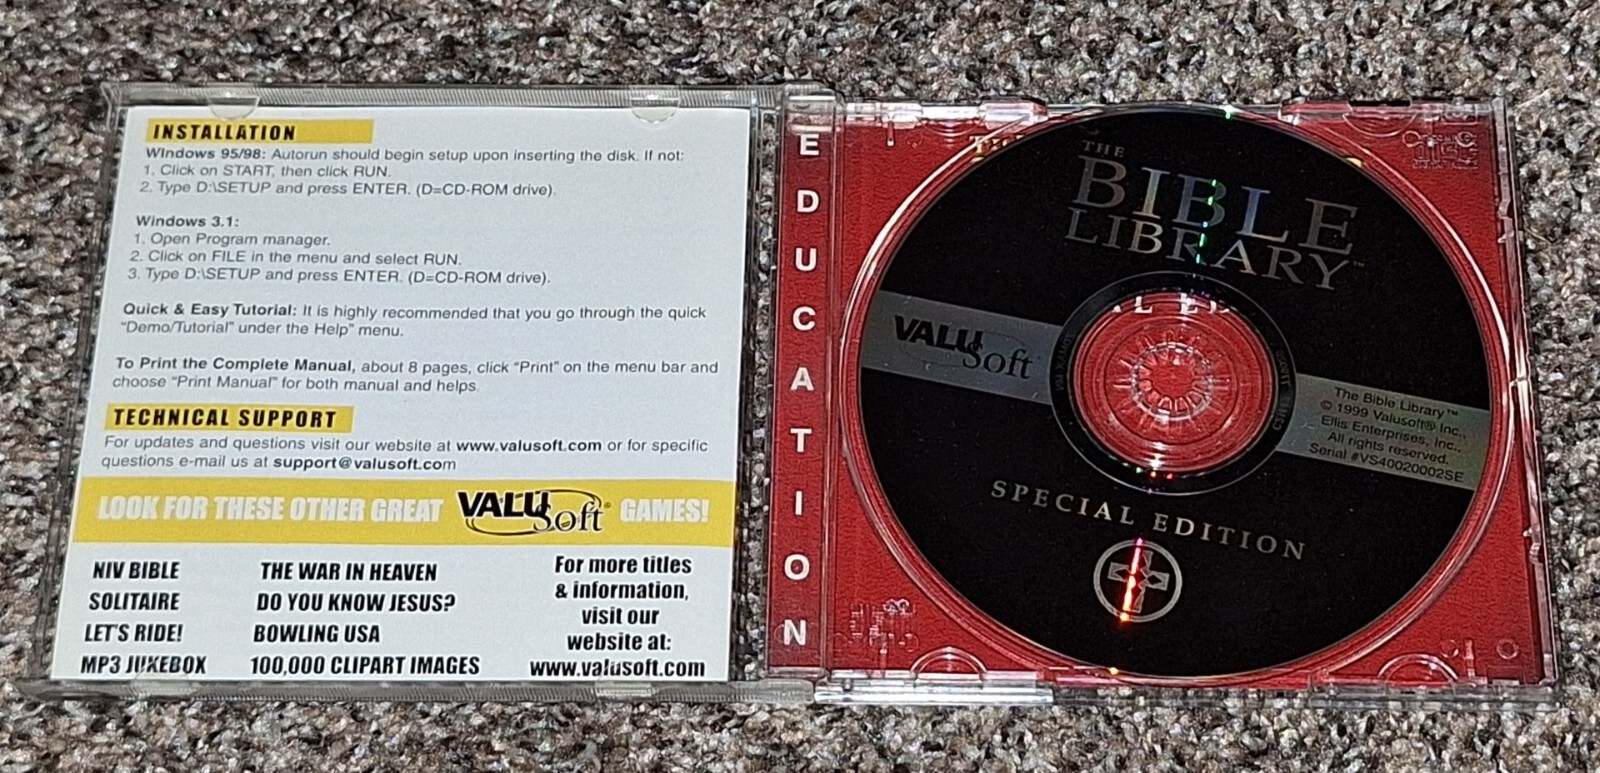 INSTALLATION
Windows 95/98: Autorun should begin setup upon inserting the disk. If not:
1. Click on START, then click RUN.
2. Type D:\SETUP and press ENTER. (D=CD-ROM drive).
Windows 3.1:
1. Open Program manager.
2. Click on FILE in the menu and select RUN.
3. Type D:\SETUP and press ENTER. (D=CD-ROM drive).
Quick & Easy Tutorial: It is highly recommended that you go through the quick
"Demo/Tutorial" under the Help" menu.
To Print the Complete Manual, about 8 pages, click "Print" on the menu bar and
choose "Print Manual" for both manual and helps.
TECHNICAL SUPPORT
For updates and questions visit our website at www.valusoft.com or for specific
questions e-mail us at support@valusoft.com
LOOK FOR THESE OTHER GREAT VALUSoft® GAMES!
NIV BIBLE
SOLITAIRE
LET'S RIDE!
MP3 JUKEBOX
THE WAR IN HEAVEN
DO YOU KNOW JESUS?
BOWLING USA
100,000 CLIPART IMAGES
For more titles
& information,
visit our
website at:
www.valusoft.com
EDUCATION
THE
BIBLE
LIBRARY™
VALUSoft
The Bible Library™
© 1999 Valusoft® Inc.,
Ellis Enterprises, Inc.,
All rights reserved.
Serial #VS40020002SE
SPECIAL EDITION